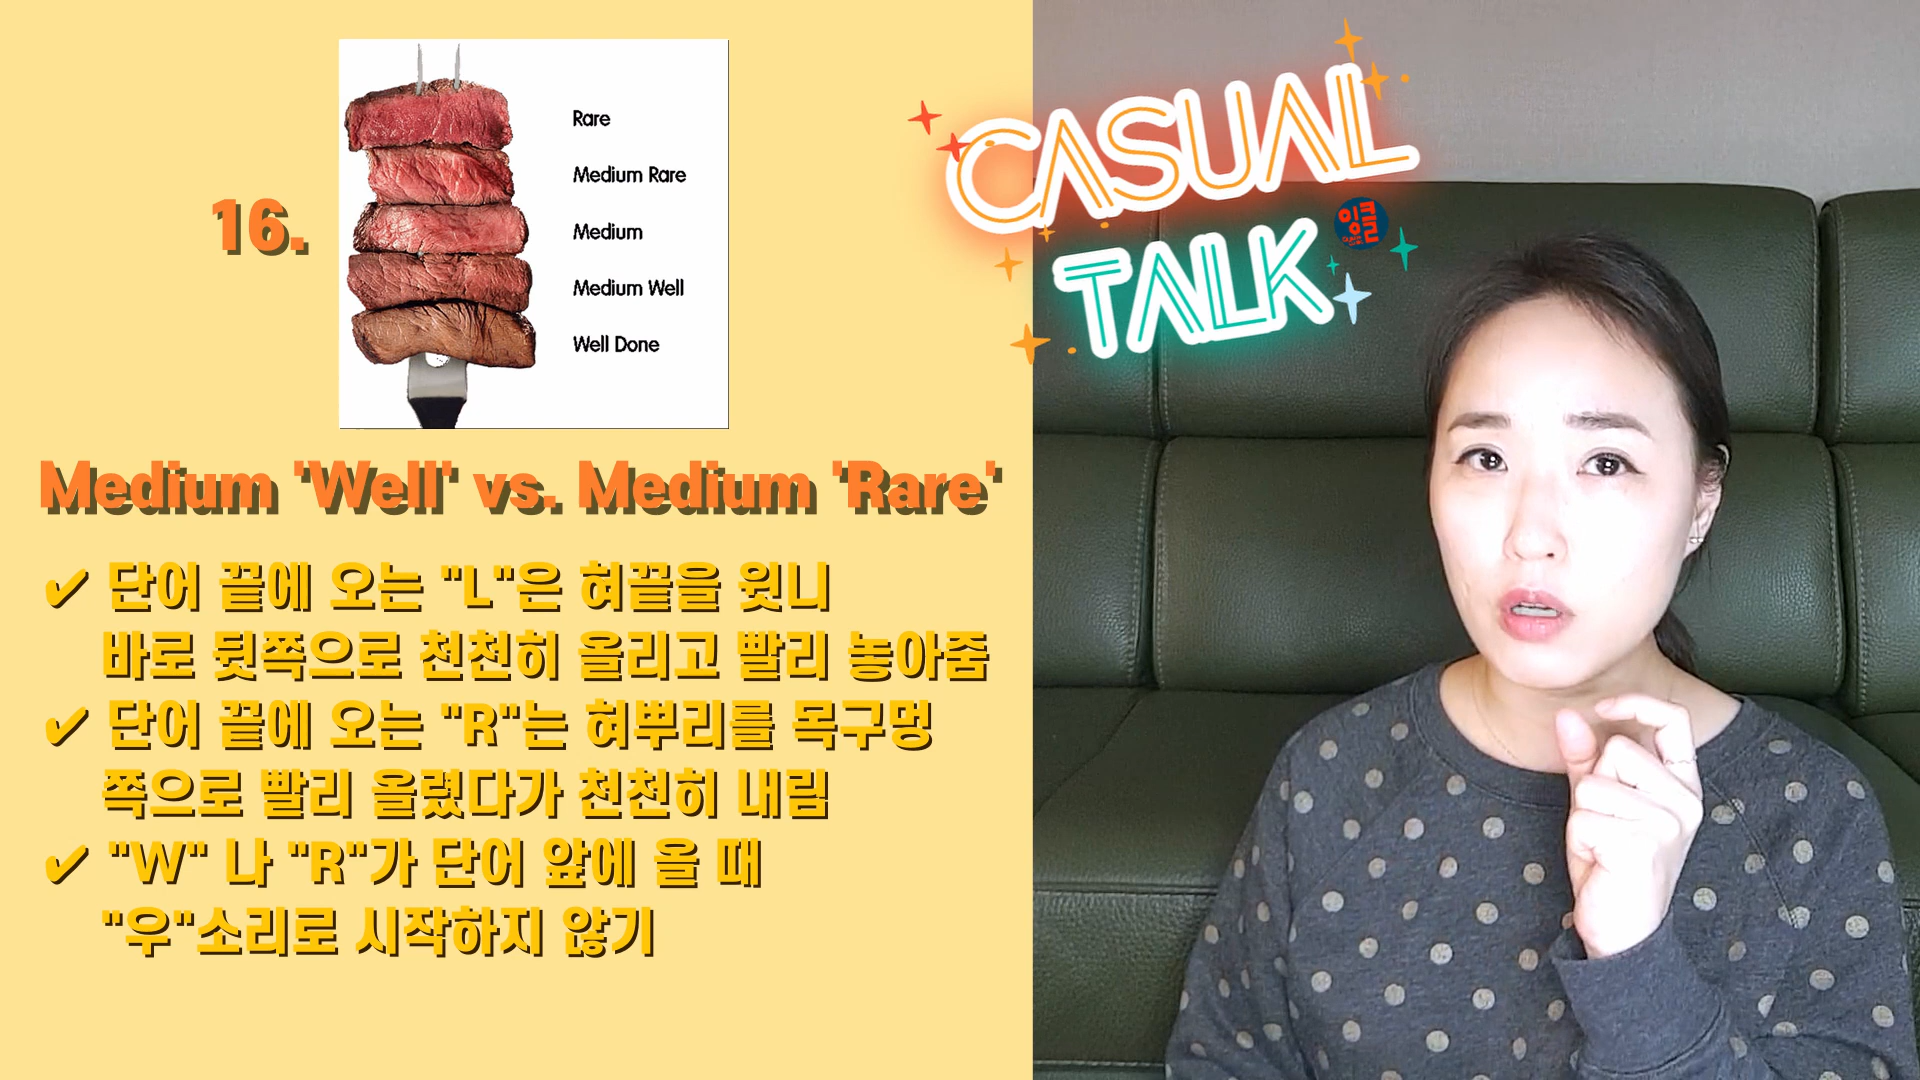 16.
Rare
Medium Rare
Medium
Medium Well
Well Done
CASUAL
TALK
잉클
Medium 'Well' vs. Medium 'Rare'
✔ 단어 끝에 오는 "L"은 혀끝을 윗니
바로 뒷쪽으로 천천히 올리고 빨리 놓아줌
✔ 단어 끝에 오는 "R"는 혀뿌리를 목구멍
쪽으로 빨리 올렸다가 천천히 내림
✔ "W" 나 "R"가 단어 앞에 올 때
"우"소리로 시작하지 않기